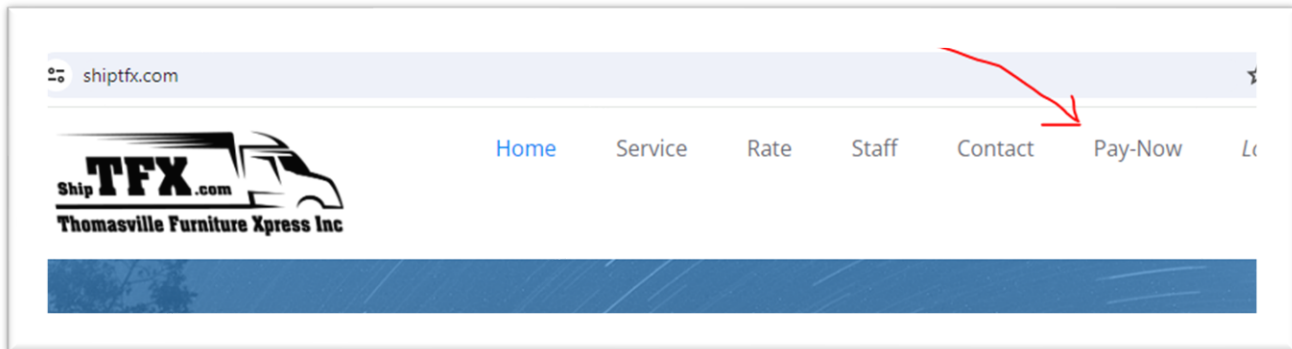 shiptfx.com
Home Service Rate Staff Contact Pay-Now
Ship TFX.com
Thomasville Furniture Xpress Inc